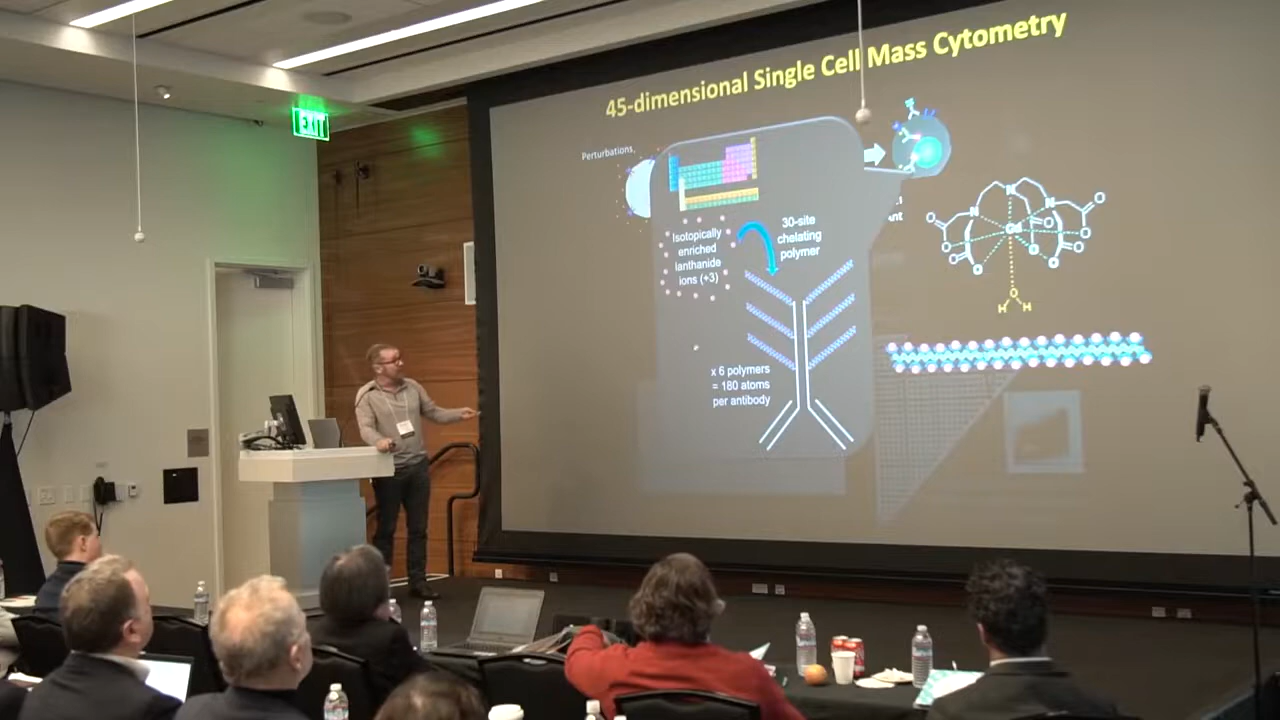 45-dimensional Single Cell Mass Cytometry
EXIT
Perturbations,
Isotopically
enriched
lanthanide
ions (+3)
30-site
chelating
polymer
x 6 polymers
= 180 atoms
per antibody
N
N
N
O
O
O
O
O
O
O
O
Gd
O
H H